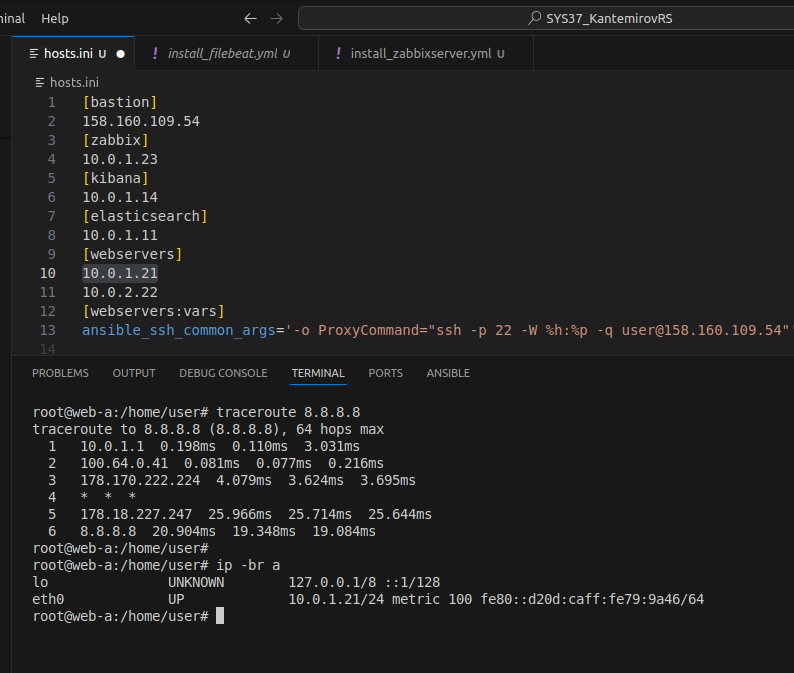 minal Help SYS37_KantemirovRS
hosts.ini U install_filebeat.yml U install_zabbixserver.yml U
hosts.ini
1 [bastion]
2 158.160.109.54
3 [zabbix]
4 10.0.1.23
5 [kibana]
6 10.0.1.14
7 [elasticsearch]
8 10.0.1.11
9 [webservers]
10 10.0.1.21
11 10.0.2.22
12 [webservers:vars]
13 ansible_ssh_common_args='-o ProxyCommand="ssh -p 22 -W %h:%p -q user@158.160.109.54"'
14
PROBLEMS OUTPUT DEBUG CONSOLE TERMINAL PORTS ANSIBLE
root@web-a:/home/user# traceroute 8.8.8.8
traceroute to 8.8.8.8 (8.8.8.8), 64 hops max
1 10.0.1.1 0.198ms 0.110ms 3.031ms
2 100.64.0.41 0.081ms 0.077ms 0.216ms
3 178.170.222.224 4.079ms 3.624ms 3.695ms
4 * * *
5 178.18.227.247 25.966ms 25.714ms 25.644ms
6 8.8.8.8 20.904ms 19.348ms 19.084ms
root@web-a:/home/user#
root@web-a:/home/user# ip -br a
lo UNKNOWN 127.0.0.1/8 ::1/128
eth0 UP 10.0.1.21/24 metric 100 fe80::d20d:caff:fe79:9a46/64
root@web-a:/home/user#